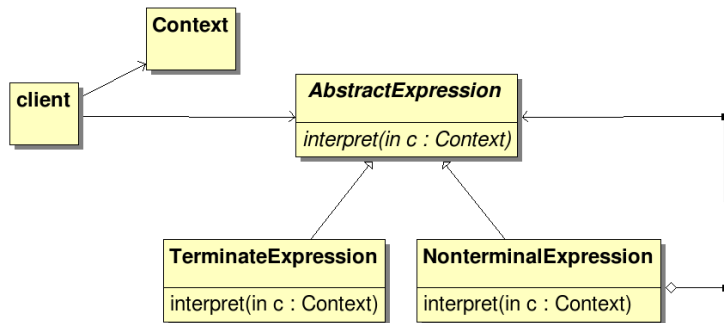 Context
client
AbstractExpression
interpret(in c : Context)
TerminateExpression
interpret(in c : Context)
NonterminalExpression
interpret(in c : Context)